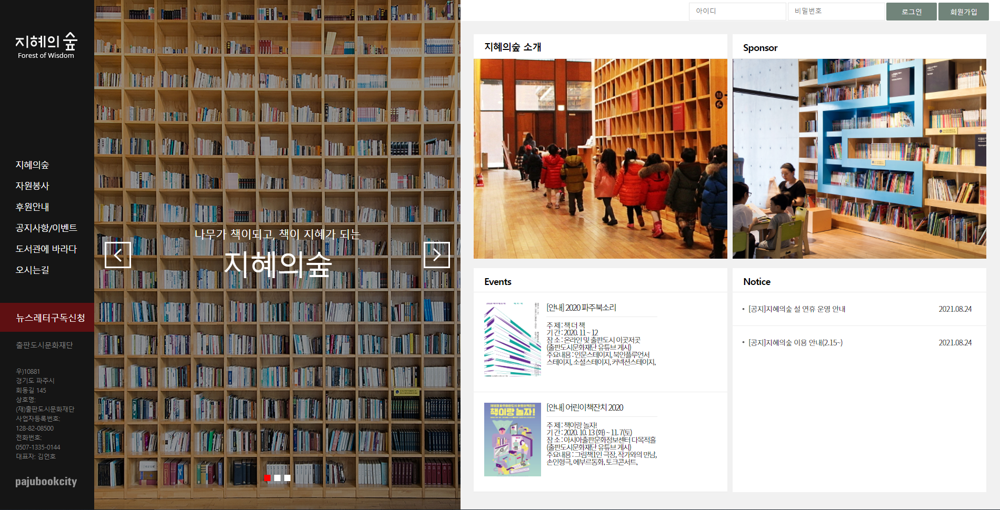 지혜의 숲
Forest of Wisdom
지혜의숲
자원봉사
후원안내
공지사항/이벤트
도서관에 바라다
오시는길
뉴스레터구독신청
출판도시문화재단
우)10881
경기도 파주시
회동길 145
상호명:
(재)출판도시문화재단
사업자등록번호:
128-82-08500
전화번호:
0507-1335-0144
대표자: 김언호
pajubookcity
나무가 책이되고, 책이 지혜가 되는
지혜의숲
아이디
비밀번호
로그인
회원가입
지혜의숲 소개
Sponsor
Events
[안내] 2020 파주북소리
주 제 : 책 더 책
기 간 : 2020. 11 ~ 12
장 소 : 온라인 및 출판도시 이곳저곳
(출판도시문화재단 유튜브 게시)
주요내용 : 인문스테이지, 북인플루언서
스테이지, 소셜스테이지, 커넥션스테이지,
책이랑 놀자!
[안내] 어린이책잔치 2020
주 제 : 책이랑 놀자!
기 간 : 2020. 10. 13 (화) ~ 11. 7(토)
장 소 : 아시아출판문화정보센터 다목적홀
(출판도시문화재단 유튜브 게시)
주요내용 : 그림책1인 극장, 작가와의 만남,
손인형극, 에부르동화, 토크콘서트,
Notice
• [공지]지혜의숲 설 연휴 운영 안내 2021.08.24
• [공지]지혜의숲 이용 안내(2.15~) 2021.08.24